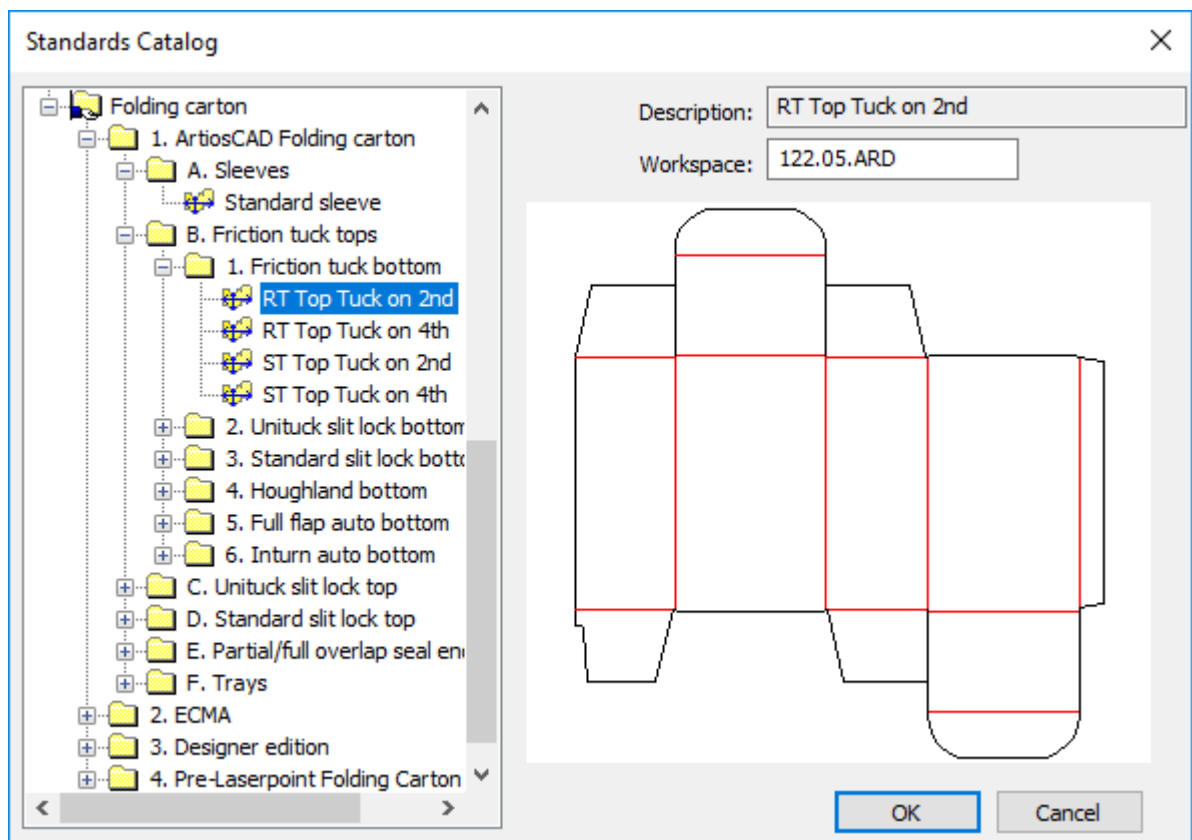 Standards Catalog
Folding carton
1. ArtiosCAD Folding carton
A. Sleeves
Standard sleeve
B. Friction tuck tops
1. Friction tuck bottom
RT Top Tuck on 2nd
RT Top Tuck on 4th
ST Top Tuck on 2nd
ST Top Tuck on 4th
2. Unituck slit lock bottom
3. Standard slit lock botto
4. Houghland bottom
5. Full flap auto bottom
6. Inturn auto bottom
C. Unituck slit lock top
D. Standard slit lock top
E. Partial/full overlap seal en
F. Trays
2. ECMA
3. Designer edition
4. Pre-Laserpoint Folding Carton
Description: RT Top Tuck on 2nd
Workspace: 122.05.ARD
OK Cancel